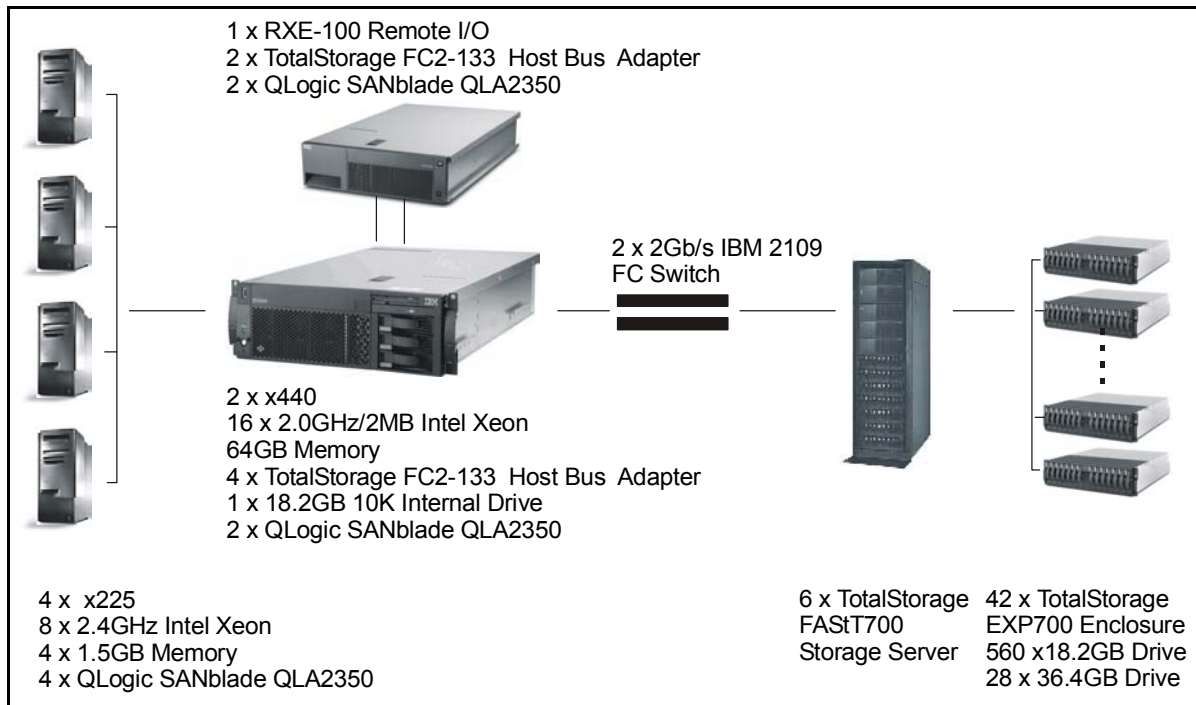 1 x RXE-100 Remote I/O
2 x TotalStorage FC2-133 Host Bus Adapter
2 x QLogic SANblade QLA2350
2 x 2Gb/s IBM 2109
FC Switch
IBM
2 x x440
16 x 2.0GHz/2MB Intel Xeon
64GB Memory
4 x TotalStorage FC2-133 Host Bus Adapter
1 x 18.2GB 10K Internal Drive
2 x QLogic SANblade QLA2350
4 x x225
8 x 2.4GHz Intel Xeon
4 x 1.5GB Memory
4 x QLogic SANblade QLA2350
6 x TotalStorage
FAStT700
Storage Server
42 x TotalStorage
EXP700 Enclosure
560 x18.2GB Drive
28 x 36.4GB Drive